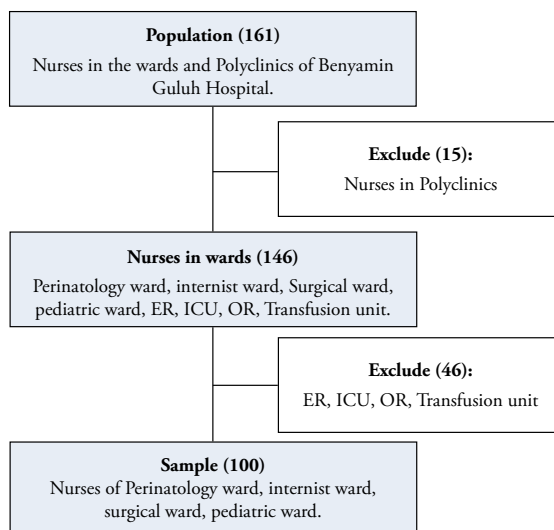 Population (161)
Nurses in the wards and Polyclinics of Benyamin
Guluh Hospital.
Exclude (15):
Nurses in Polyclinics
Nurses in wards (146)
Perinatology ward, internist ward, Surgical ward,
pediatric ward, ER, ICU, OR, Transfusion unit.
Exclude (46):
ER, ICU, OR, Transfusion unit
Sample (100)
Nurses of Perinatology ward, internist ward,
surgical ward, pediatric ward.